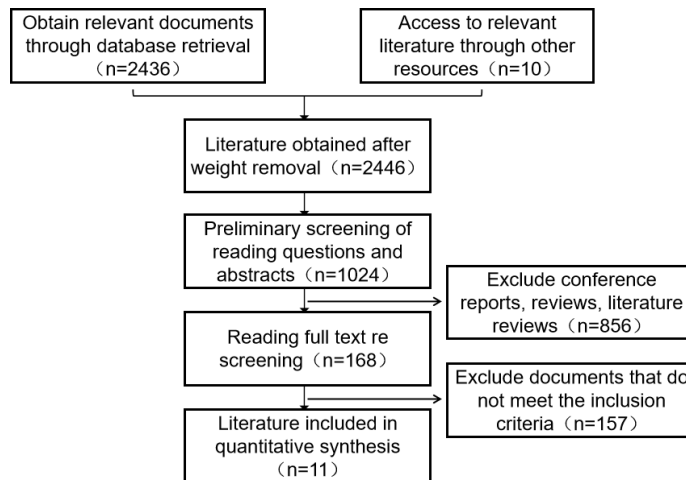 Obtain relevant documents
through database retrieval
（n=2436）
Access to relevant
literature through other
resources（n=10）
Literature obtained after
weight removal（n=2446）
Preliminary screening of
reading questions and
abstracts（n=1024）
Exclude conference
reports, reviews, literature
reviews（n=856）
Reading full text re
screening（n=168）
Exclude documents that do
not meet the inclusion
criteria（n=157）
Literature included in
quantitative synthesis
（n=11）